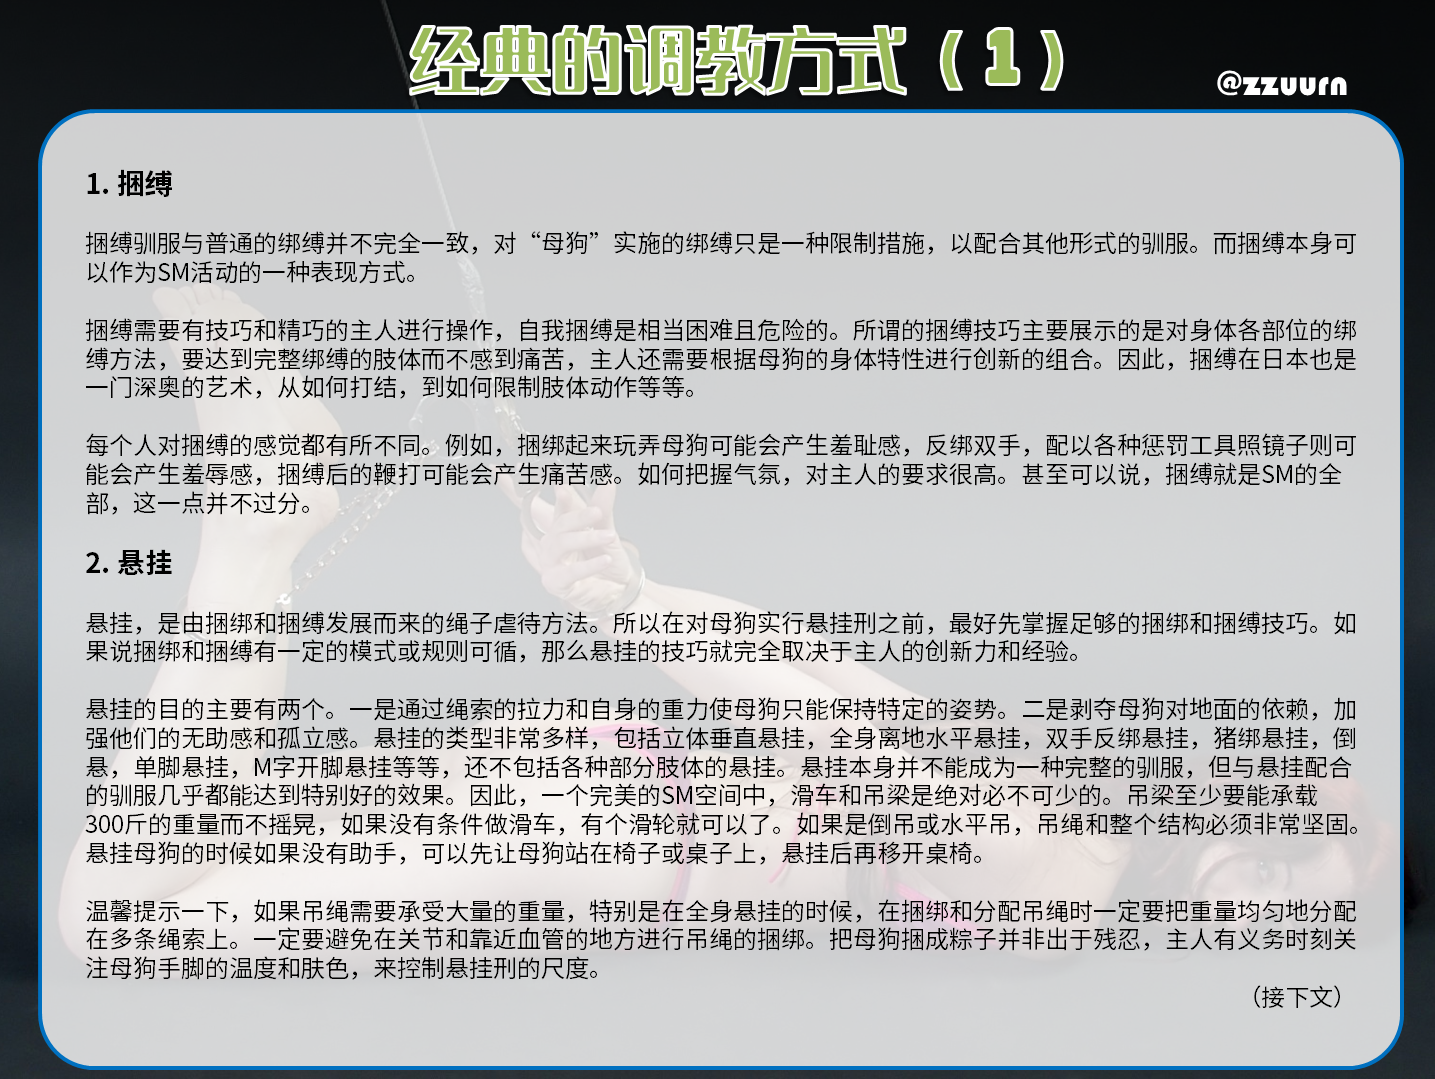 经典的调教方式（1）
@zzuurn
1. 捆缚
捆缚驯服与普通的绑缚并不完全一致，对“母狗”实施的绑缚只是一种限制措施，以配合其他形式的驯服。而捆缚本身可
以作为SM活动的一种表现方式。
捆缚需要有技巧和精巧的主人进行操作，自我捆缚是相当困难且危险的。所谓的捆缚技巧主要展示的是对身体各部位的绑
缚方法，要达到完整绑缚的肢体而不感到痛苦，主人还需要根据母狗的身体特性进行创新的组合。因此，捆缚在日本也是
一门深奥的艺术，从如何打结，到如何限制肢体动作等等。
每个人对捆缚的感觉都有所不同。例如，捆绑起来玩弄母狗可能会产生羞耻感，反绑双手，配以各种惩罚工具照镜子则可
能会产生羞辱感，捆缚后的鞭打可能会产生痛苦感。如何把握气氛，对主人的要求很高。甚至可以说，捆缚就是SM的全
部，这一点并不过分。
2. 悬挂
悬挂，是由捆绑和捆缚发展而来的绳子虐待方法。所以在对母狗实行悬挂刑之前，最好先掌握足够的捆绑和捆缚技巧。如
果说捆绑和捆缚有一定的模式或规则可循，那么悬挂的技巧就完全取决于主人的创新力和经验。
悬挂的目的主要有两个。一是通过绳索的拉力和自身的重力使母狗只能保持特定的姿势。二是剥夺母狗对地面的依赖，加
强他们的无助感和孤立感。悬挂的类型非常多样，包括立体垂直悬挂，全身离地水平悬挂，双手反绑悬挂，猪绑悬挂，倒
悬，单脚悬挂，M字开脚悬挂等等，还不包括各种部分肢体的悬挂。悬挂本身并不能成为一种完整的驯服，但与悬挂配合
的驯服几乎都能达到特别好的效果。因此，一个完美的SM空间中，滑车和吊梁是绝对必不可少的。吊梁至少要能承载
300斤的重量而不摇晃，如果没有条件做滑车，有个滑轮就可以了。如果是倒吊或水平吊，吊绳和整个结构必须非常坚固。
悬挂母狗的时候如果没有助手，可以先让母狗站在椅子或桌子上，悬挂后再移开桌椅。
温馨提示一下，如果吊绳需要承受大量的重量，特别是在全身悬挂的时候，在捆绑和分配吊绳时一定要把重量均匀地分配
在多条绳索上。一定要避免在关节和靠近血管的地方进行吊绳的捆绑。把母狗捆成粽子并非出于残忍，主人有义务时刻关
注母狗手脚的温度和肤色，来控制悬挂刑的尺度。
（接下文）